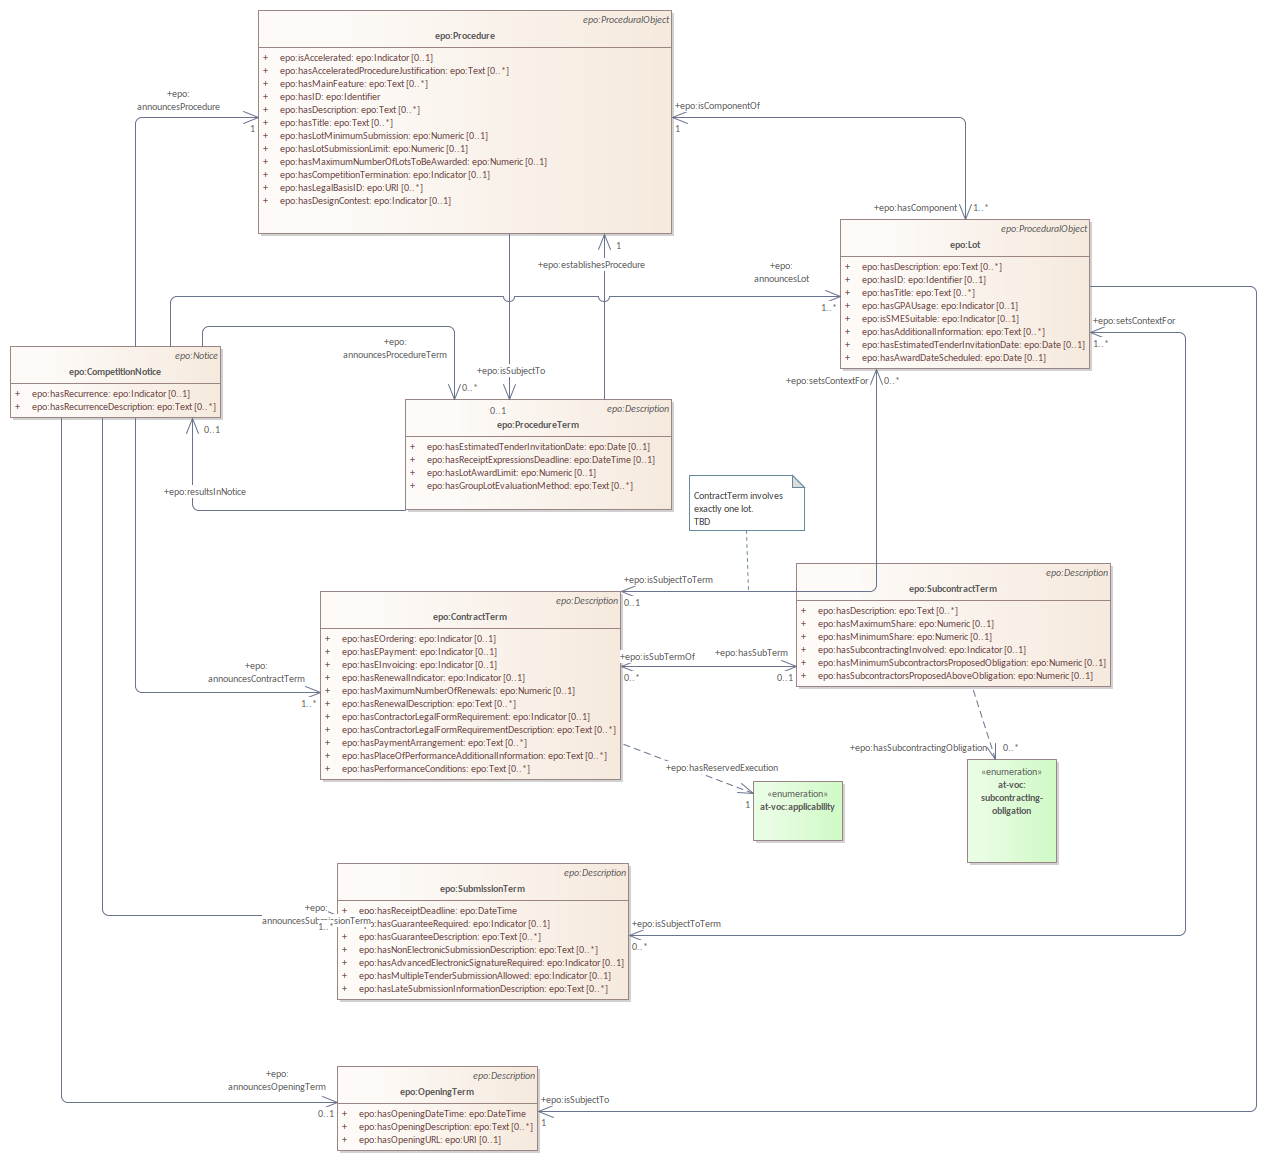 epo:ProceduralObject
epo:Procedure
+ epo:isAccelerated: epo:Indicator [0..1]
+ epo:hasAcceleratedProcedureJustification: epo:Text [0..*]
+ epo:hasMainFeature: epo:Text [0..*]
+ epo:hasID: epo:Identifier
+ epo:hasDescription: epo:Text [0..*]
+ epo:hasTitle: epo:Text [0..*]
+ epo:hasLotMinimumSubmission: epo:Numeric [0..1]
+ epo:hasLotSubmissionLimit: epo:Numeric [0..1]
+ epo:hasMaximumNumberOfLotsToBeAwarded: epo:Numeric [0..1]
+ epo:hasCompetitionTermination: epo:Indicator [0..1]
+ epo:hasLegalBasisID: epo:URI [0..*]
+ epo:hasDesignContest: epo:Indicator [0..1]
+epo:
announcesProcedure
1
+epo:isComponentOf
1
+epo:hasComponent
1..*
epo:ProceduralObject
epo:Lot
+ epo:hasDescription: epo:Text [0..*]
+ epo:hasID: epo:Identifier [0..1]
+ epo:hasTitle: epo:Text [0..*]
+ epo:hasGPAUsage: epo:Indicator [0..1]
+ epo:isSMESuitable: epo:Indicator [0..1]
+ epo:hasAdditionalInformation: epo:Text [0..*]
+ epo:hasEstimatedTenderInvitationDate: epo:Date [0..1]
+ epo:hasAwardDateScheduled: epo:Date [0..1]
1
+epo:establishesProcedure
+epo:
announcesLot
1..*
+epo:setsContextFor
1..*
+epo:
announcesProcedureTerm
0..*
+epo:isSubjectTo
0..1
+epo:setsContextFor
0..*
epo:Notice
epo:CompetitionNotice
+ epo:hasRecurrence: epo:Indicator [0..1]
+ epo:hasRecurrenceDescription: epo:Text [0..*]
0..1
+epo:resultsInNotice
epo:Description
epo:ProcedureTerm
+ epo:hasEstimatedTenderInvitationDate: epo:Date [0..1]
+ epo:hasReceiptExpressionsDeadline: epo:DateTime [0..1]
+ epo:hasLotAwardLimit: epo:Numeric [0..1]
+ epo:hasGroupLotEvaluationMethod: epo:Text [0..*]
ContractTerm involves
exactly one lot.
TBD
+epo:isSubjectToTerm
0..1
epo:Description
epo:SubcontractTerm
+ epo:hasDescription: epo:Text [0..*]
+ epo:hasMaximumShare: epo:Numeric [0..1]
+ epo:hasMinimumShare: epo:Numeric [0..1]
+ epo:hasSubcontractingInvolved: epo:Indicator [0..1]
+ epo:hasMinimumSubcontractorsProposedObligation: epo:Numeric [0..1]
+ epo:hasSubcontractorsProposedAboveObligation: epo:Numeric [0..1]
epo:Description
epo:ContractTerm
+ epo:hasEOrdering: epo:Indicator [0..1]
+ epo:hasEPayment: epo:Indicator [0..1]
+ epo:hasEInvoicing: epo:Indicator [0..1]
+ epo:hasRenewalIndicator: epo:Indicator [0..1]
+ epo:hasMaximumNumberOfRenewals: epo:Numeric [0..1]
+ epo:hasRenewalDescription: epo:Text [0..*]
+ epo:hasContractorLegalFormRequirement: epo:Indicator [0..1]
+ epo:hasContractorLegalFormRequirementDescription: epo:Text [0..*]
+ epo:hasPaymentArrangement: epo:Text [0..*]
+ epo:hasPlaceOfPerformanceAdditionalInformation: epo:Text [0..*]
+ epo:hasPerformanceConditions: epo:Text [0..*]
+epo:isSubTermOf
0..*
+epo:hasSubTerm
0..1
+epo:
announcesContractTerm
1..*
+epo:hasSubcontractingObligation
0..*
+epo:hasReservedExecution
1
«enumeration»
at-voc:applicability
«enumeration»
at-voc:
subcontracting-
obligation
epo:Description
epo:SubmissionTerm
+ epo:hasReceiptDeadline: epo:DateTime
+ epo:hasGuaranteeRequired: epo:Indicator [0..1]
+ epo:hasGuaranteeDescription: epo:Text [0..*]
+ epo:hasNonElectronicSubmissionDescription: epo:Text [0..*]
+ epo:hasAdvancedElectronicSignatureRequired: epo:Indicator [0..1]
+ epo:hasMultipleTenderSubmissionAllowed: epo:Indicator [0..1]
+ epo:hasLateSubmissionInformationDescription: epo:Text [0..*]
+epo:
announcesSubmissionTerm
1..*
+epo:isSubjectToTerm
0..*
epo:Description
epo:OpeningTerm
+ epo:hasOpeningDateTime: epo:DateTime
+ epo:hasOpeningDescription: epo:Text [0..*]
+ epo:hasOpeningURL: epo:URI [0..1]
+epo:
announcesOpeningTerm
0..1
+epo:isSubjectTo
1